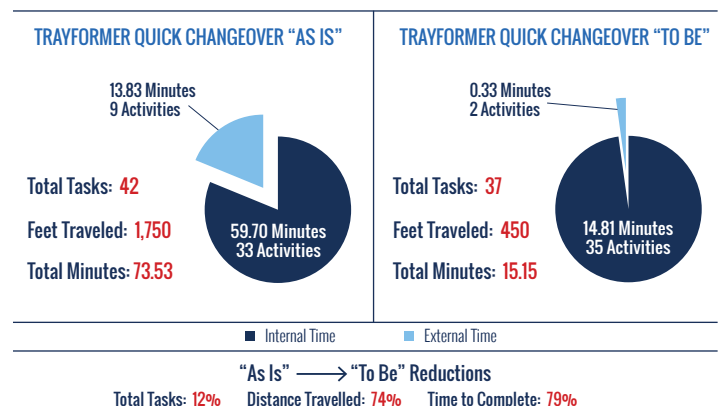 TRAYFORMER QUICK CHANGEOVER “AS IS”
13.83 Minutes
9 Activities
Total Tasks: 42
Feet Traveled: 1,750
Total Minutes: 73.53
59.70 Minutes
33 Activities
TRAYFORMER QUICK CHANGEOVER “TO BE”
0.33 Minutes
2 Activities
Total Tasks: 37
Feet Traveled: 450
Total Minutes: 15.15
14.81 Minutes
35 Activities
Internal Time
External Time
“As Is” → “To Be” Reductions
Total Tasks: 12% Distance Travelled: 74% Time to Complete: 79%